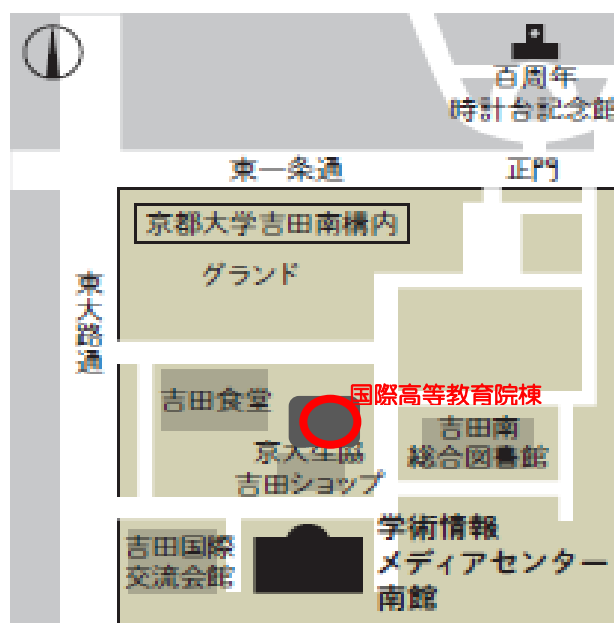 百周年
時計台記念館
東一条通
正門
京都大学吉田南構内
グランド
東大路通
国際高等教育院棟
吉田食堂
吉田南
総合図書館
京大生協
吉田ショップ
学術情報
メディアセンター
南館
吉田国際
交流会館